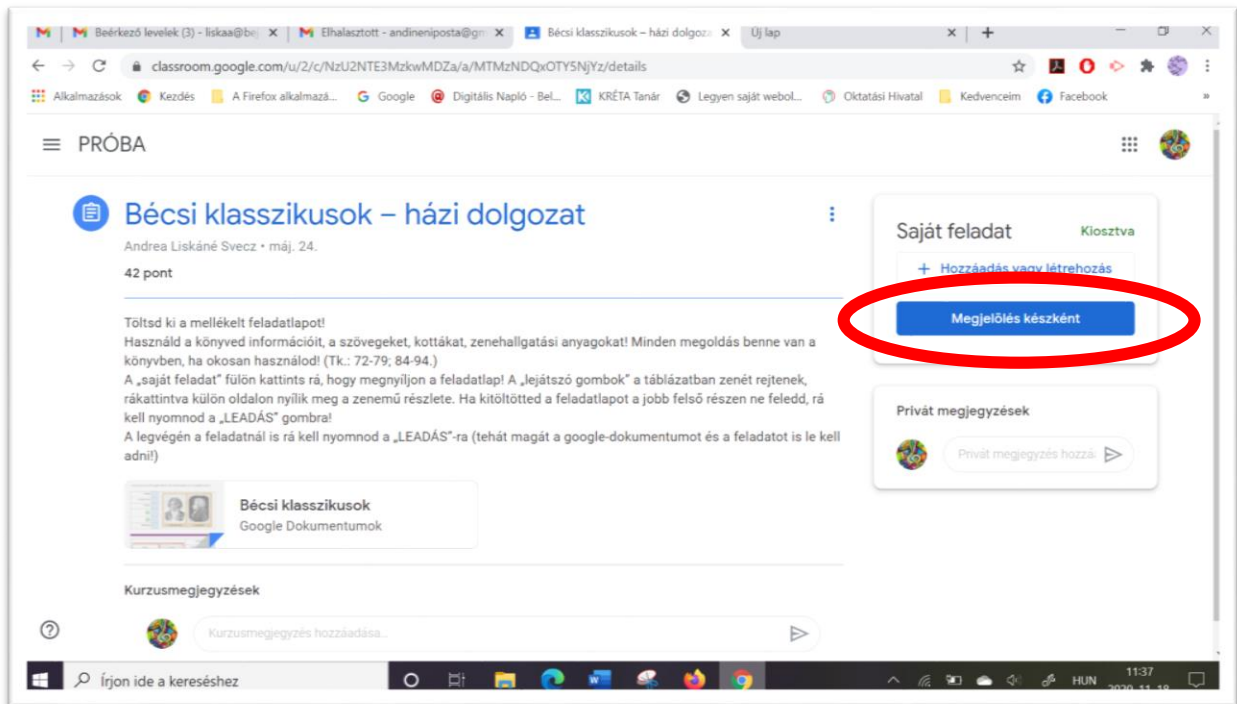 Beérkező levelek (3) - liskaa@be
Elhalasztott - andineniposta@gm
Bécsi klasszikusok – házi dolgoza
Új lap
classroom.google.com/u/2/c/NzU2NTE3MzkwMDZa/a/MTMzNDQxOTY5NjYz/details
Alkalmazások Kezdés A Firefox alkalmazá... Google Digitális Napló - Bel... KRÉTA Tanár Legyen saját webol... Oktatási Hivatal Kedvenceim Facebook »
PRÓBA
Bécsi klasszikusok – házi dolgozat
Andrea Liskáné Svecz • máj. 24.
42 pont
Töltsd ki a mellékelt feladatlapot!
Használd a könyved információit, a szövegeket, kottákat, zenehallgatási anyagokat! Minden megoldás benne van a
könyvben, ha okosan használod! (Tk.: 72-79; 84-94.)
A „saját feladat” fülön kattints rá, hogy megnyíljon a feladatlap! A „lejátszó gombok” a táblázatban zenét rejtenek,
rákattintva külön oldalon nyílik meg a zenemű részlete. Ha kitöltötted a feladatlapot a jobb felső részen ne feledd, rá
kell nyomnod a „LEADÁS” gombra!
A legvégén a feladatnál is rá kell nyomnod a „LEADÁS”-ra (tehát magát a google-dokumentumot és a feladatot is le kell
adni!)
Bécsi klasszikusok
Google Dokumentumok
Kurzusmegjegyzések
Kurzusmegjegyzés hozzáadása...
Saját feladat Kiosztva
+ Hozzáadás vagy létrehozás
Megjelölés készként
Privát megjegyzések
Privát megjegyzés hozzá
Írjon ide a kereséshez
HUN
11:37
2020. 11. 18.